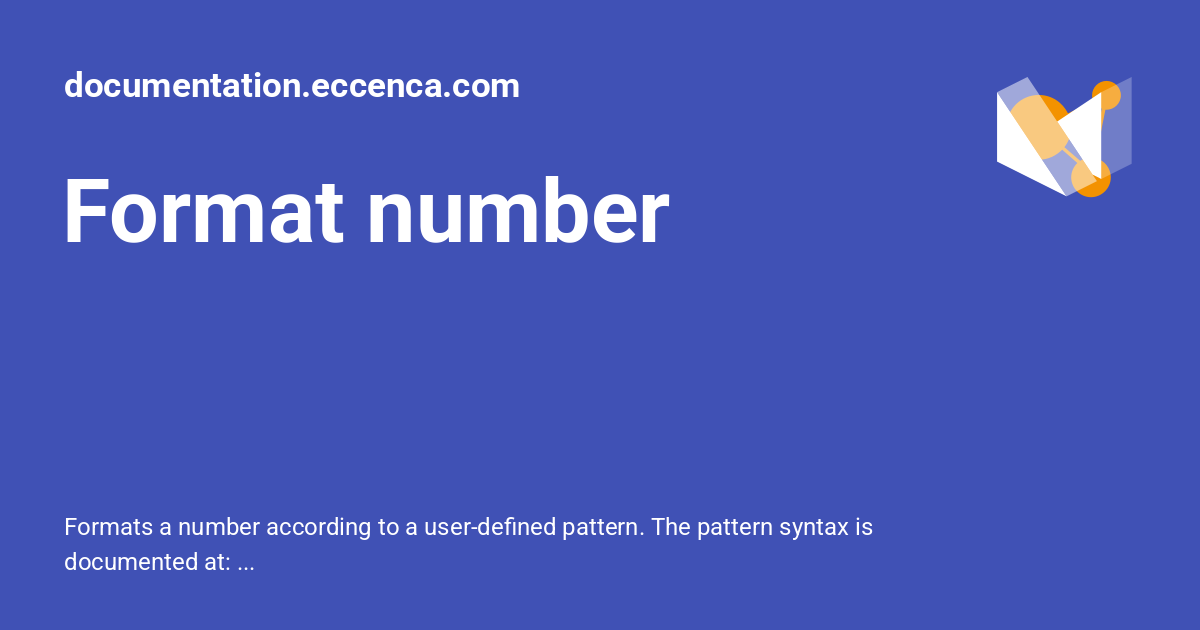 documentation.eccenca.com
Format number
Formats a number according to a user-defined pattern. The pattern syntax is
documented at: ...